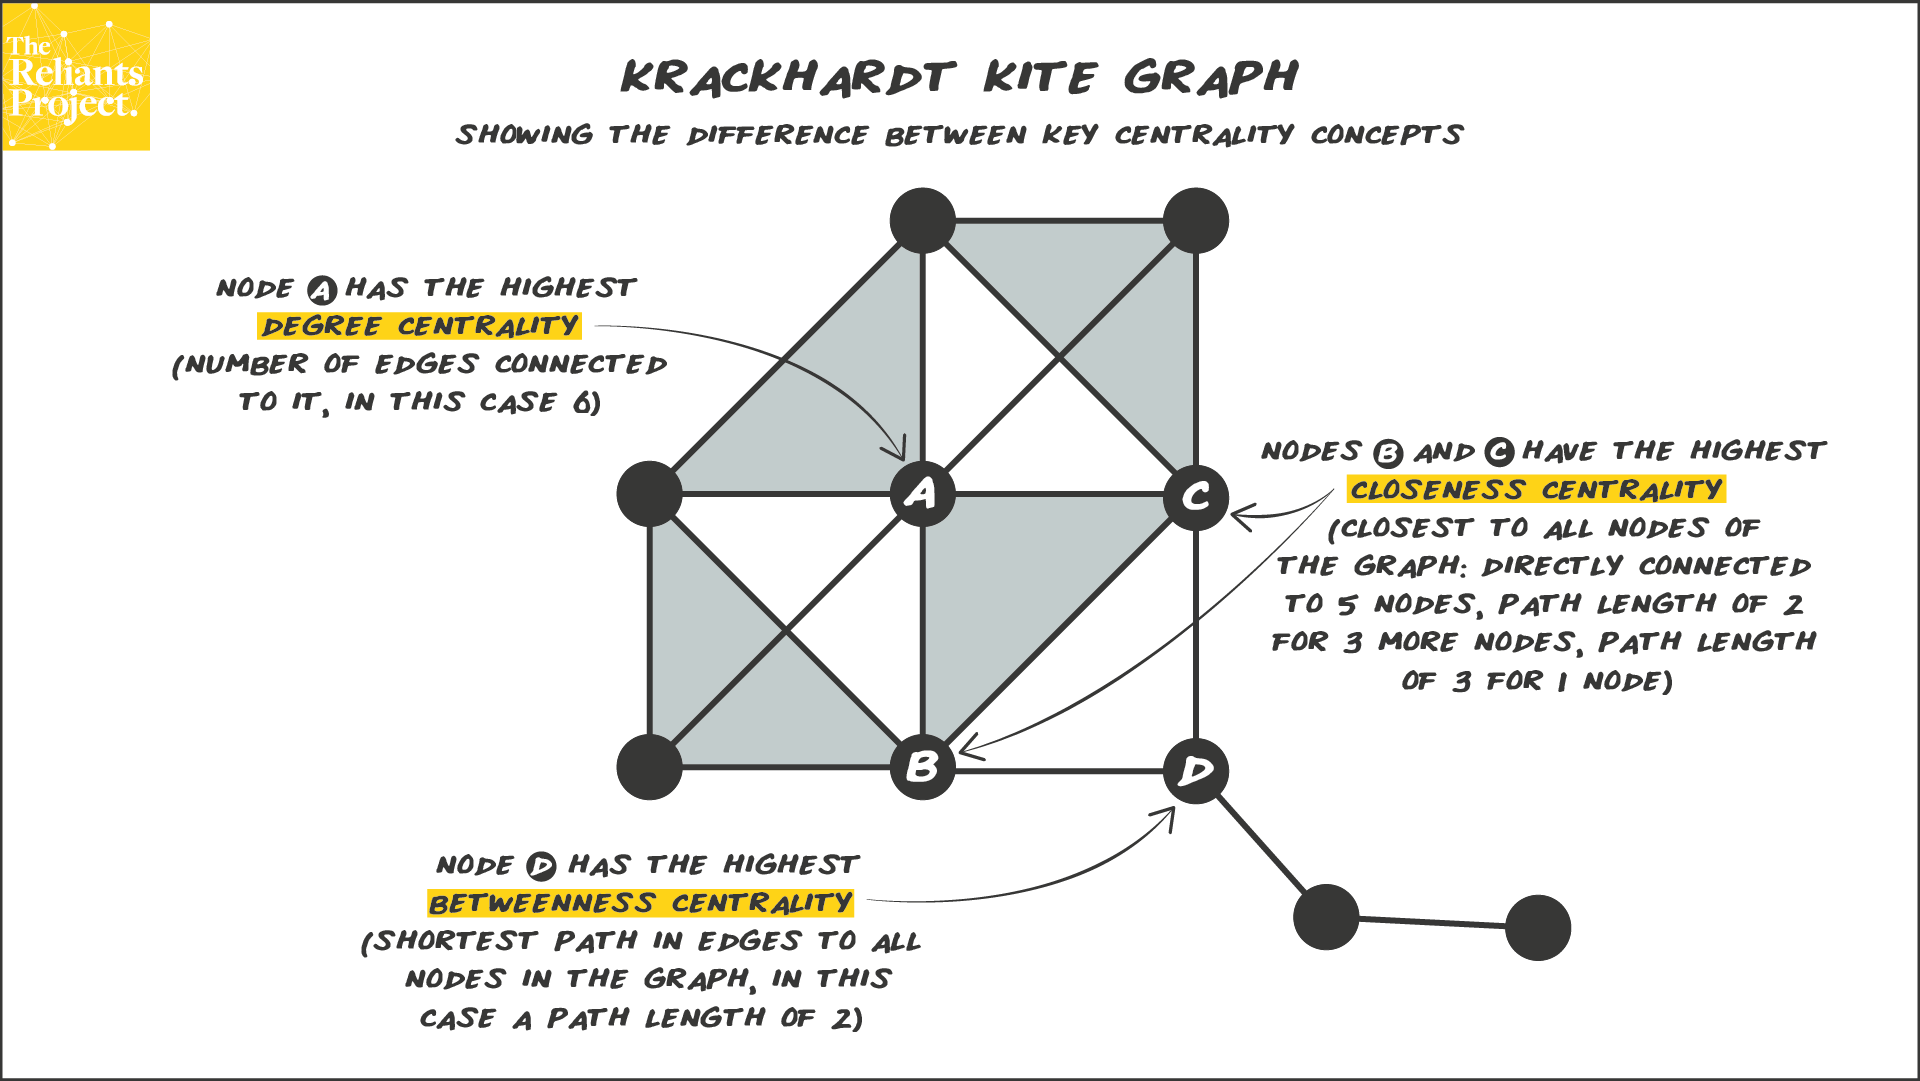 The
Reliants
Project.
KRACKHARDT KITE GRAPH
SHOWING THE DIFFERENCE BETWEEN KEY CENTRALITY CONCEPTS
NODE A HAS THE HIGHEST
DEGREE CENTRALITY
(NUMBER OF EDGES CONNECTED
TO IT, IN THIS CASE 6)
A
C
B
D
NODES B AND C HAVE THE HIGHEST
CLOSENESS CENTRALITY
(CLOSEST TO ALL NODES OF
THE GRAPH: DIRECTLY CONNECTED
TO 5 NODES, PATH LENGTH OF 2
FOR 3 MORE NODES, PATH LENGTH
OF 3 FOR 1 NODE)
NODE D HAS THE HIGHEST
BETWEENNESS CENTRALITY
(SHORTEST PATH IN EDGES TO ALL
NODES IN THE GRAPH, IN THIS
CASE A PATH LENGTH OF 2)